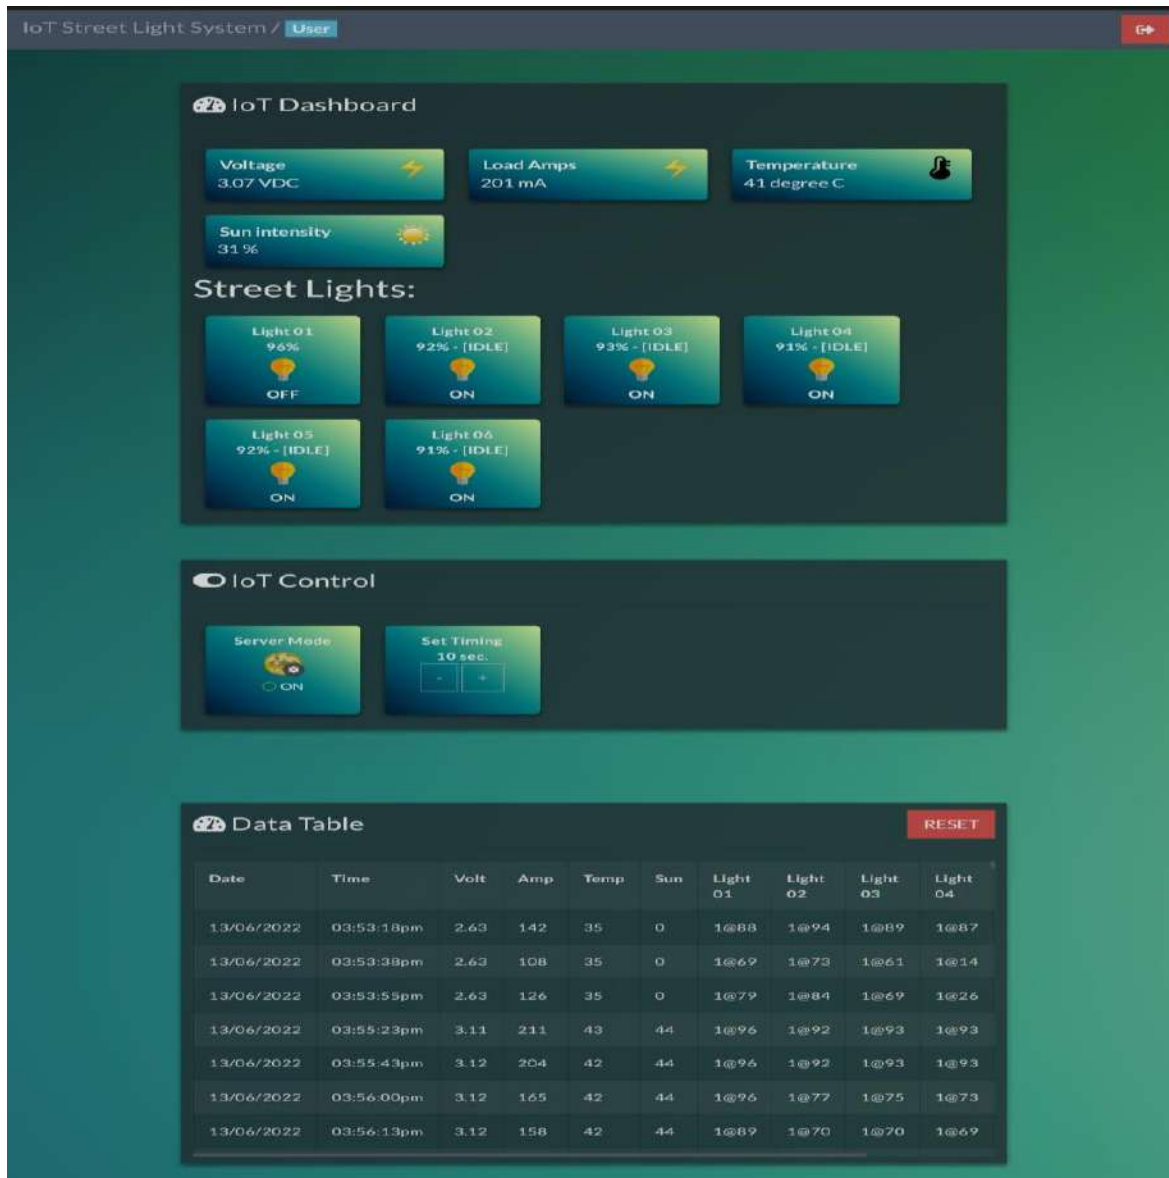 IoT Street Light System / User
IoT Dashboard
Voltage
3.07 VDC
Load Amps
201 mA
Temperature
41 degree C
Sun intensity
31 %
Street Lights:
Light 01
96%
OFF
Light 02
92% - [IDLE]
ON
Light 03
93% - [IDLE]
ON
Light 04
91% - [IDLE]
ON
Light 05
92% - [IDLE]
ON
Light 06
91% - [IDLE]
ON
IoT Control
Server Mode
ON
Set Timing
10 sec.
- +
Data Table
RESET
Date Time Volt Amp Temp Sun Light 01 Light 02 Light 03 Light 04
13/06/2022 03:53:18pm 2.63 142 35 0 1@88 1@94 1@89 1@87
13/06/2022 03:53:38pm 2.63 108 35 0 1@69 1@73 1@61 1@14
13/06/2022 03:53:55pm 2.63 126 35 0 1@79 1@84 1@69 1@26
13/06/2022 03:55:23pm 3.11 211 43 44 1@96 1@92 1@93 1@93
13/06/2022 03:55:43pm 3.12 204 42 44 1@96 1@92 1@93 1@93
13/06/2022 03:56:00pm 3.12 165 42 44 1@96 1@77 1@75 1@73
13/06/2022 03:56:13pm 3.12 158 42 44 1@89 1@70 1@70 1@69